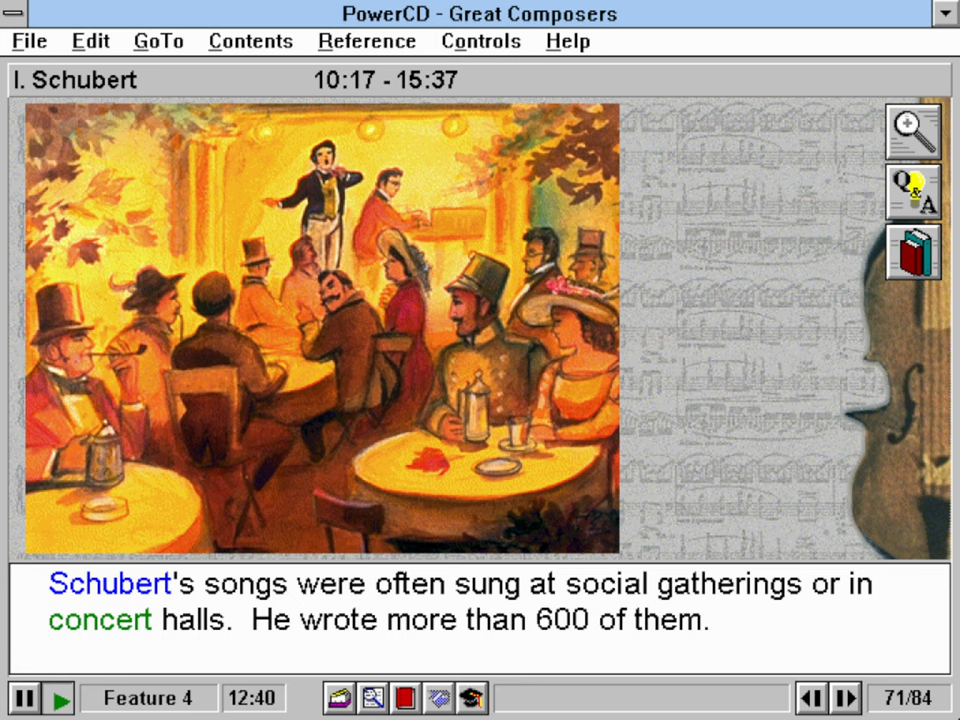 PowerCD - Great Composers
File Edit GoTo Contents Reference Controls Help
I. Schubert 10:17 - 15:37
Q & A
Schubert's songs were often sung at social gatherings or in
concert halls. He wrote more than 600 of them.
Feature 4 12:40 71/84